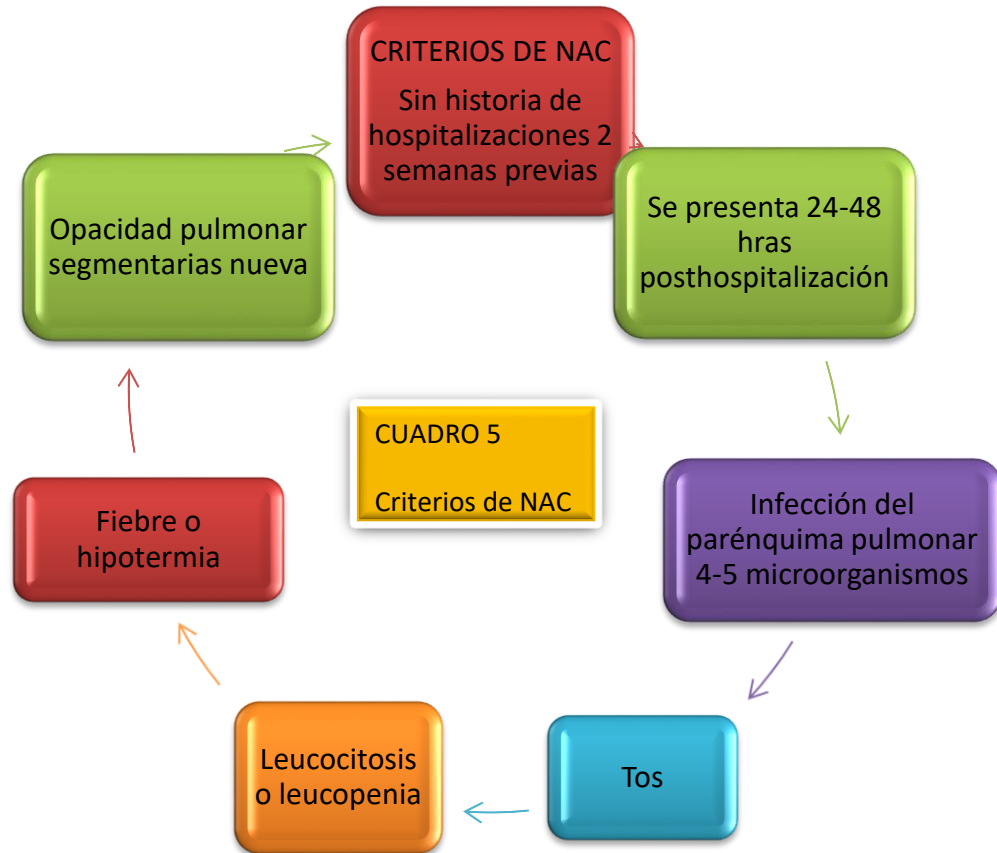 CRITERIOS DE NAC
Sin historia de
hospitalizaciones 2
semanas previas
Se presenta 24-48
hras
posthospitalización
Infección del
parénquima pulmonar
4-5 microorganismos
Tos
Leucocitosis
o leucopenia
Fiebre o
hipotermia
Opacidad pulmonar
segmentarias nueva
CUADRO 5
Criterios de NAC